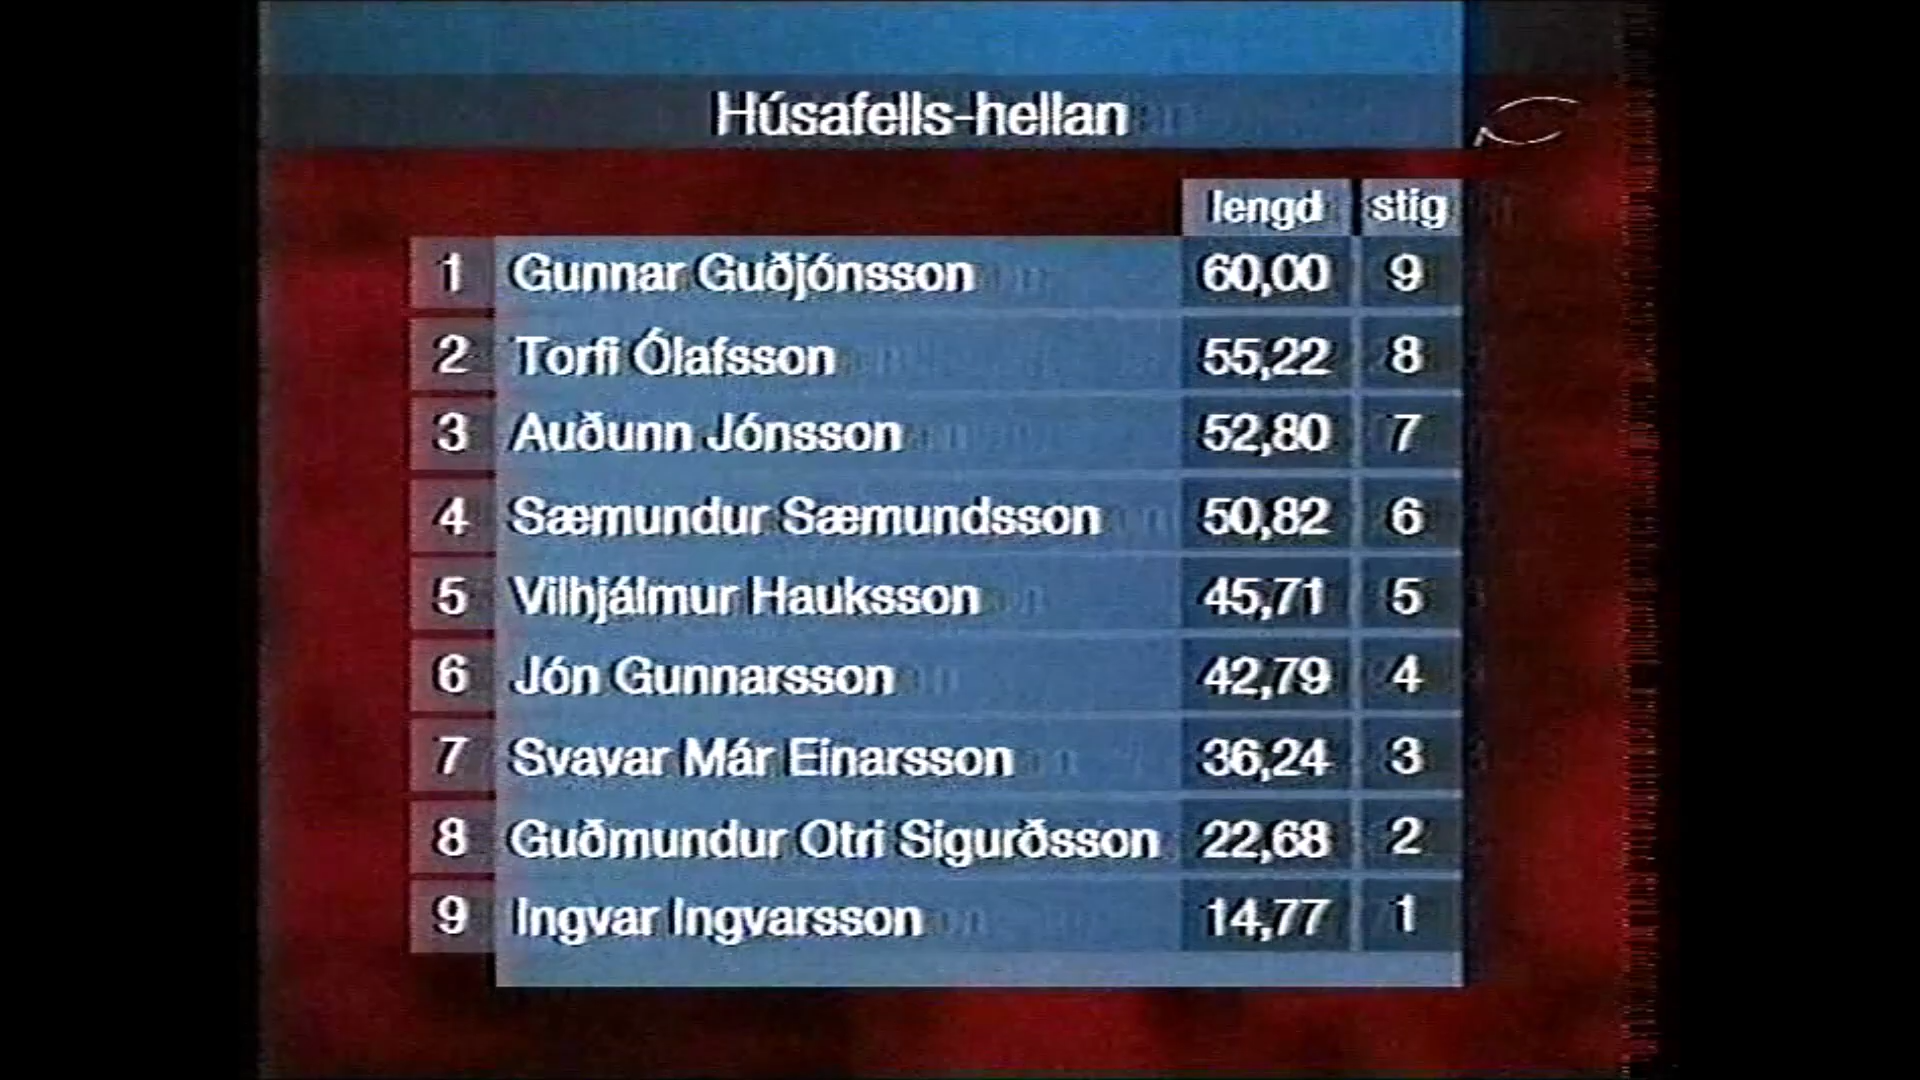 Húsafells-hellan
lengd stig
1 Gunnar Guðjónsson 60,00 9
2 Torfi Ólafsson 55,22 8
3 Auðunn Jónsson 52,80 7
4 Sæmundur Sæmundsson 50,82 6
5 Vilhjálmur Hauksson 45,71 5
6 Jón Gunnarsson 42,79 4
7 Svavar Már Einarsson 36,24 3
8 Guðmundur Otri Sigurðsson 22,68 2
9 Ingvar Ingvarsson 14,77 1